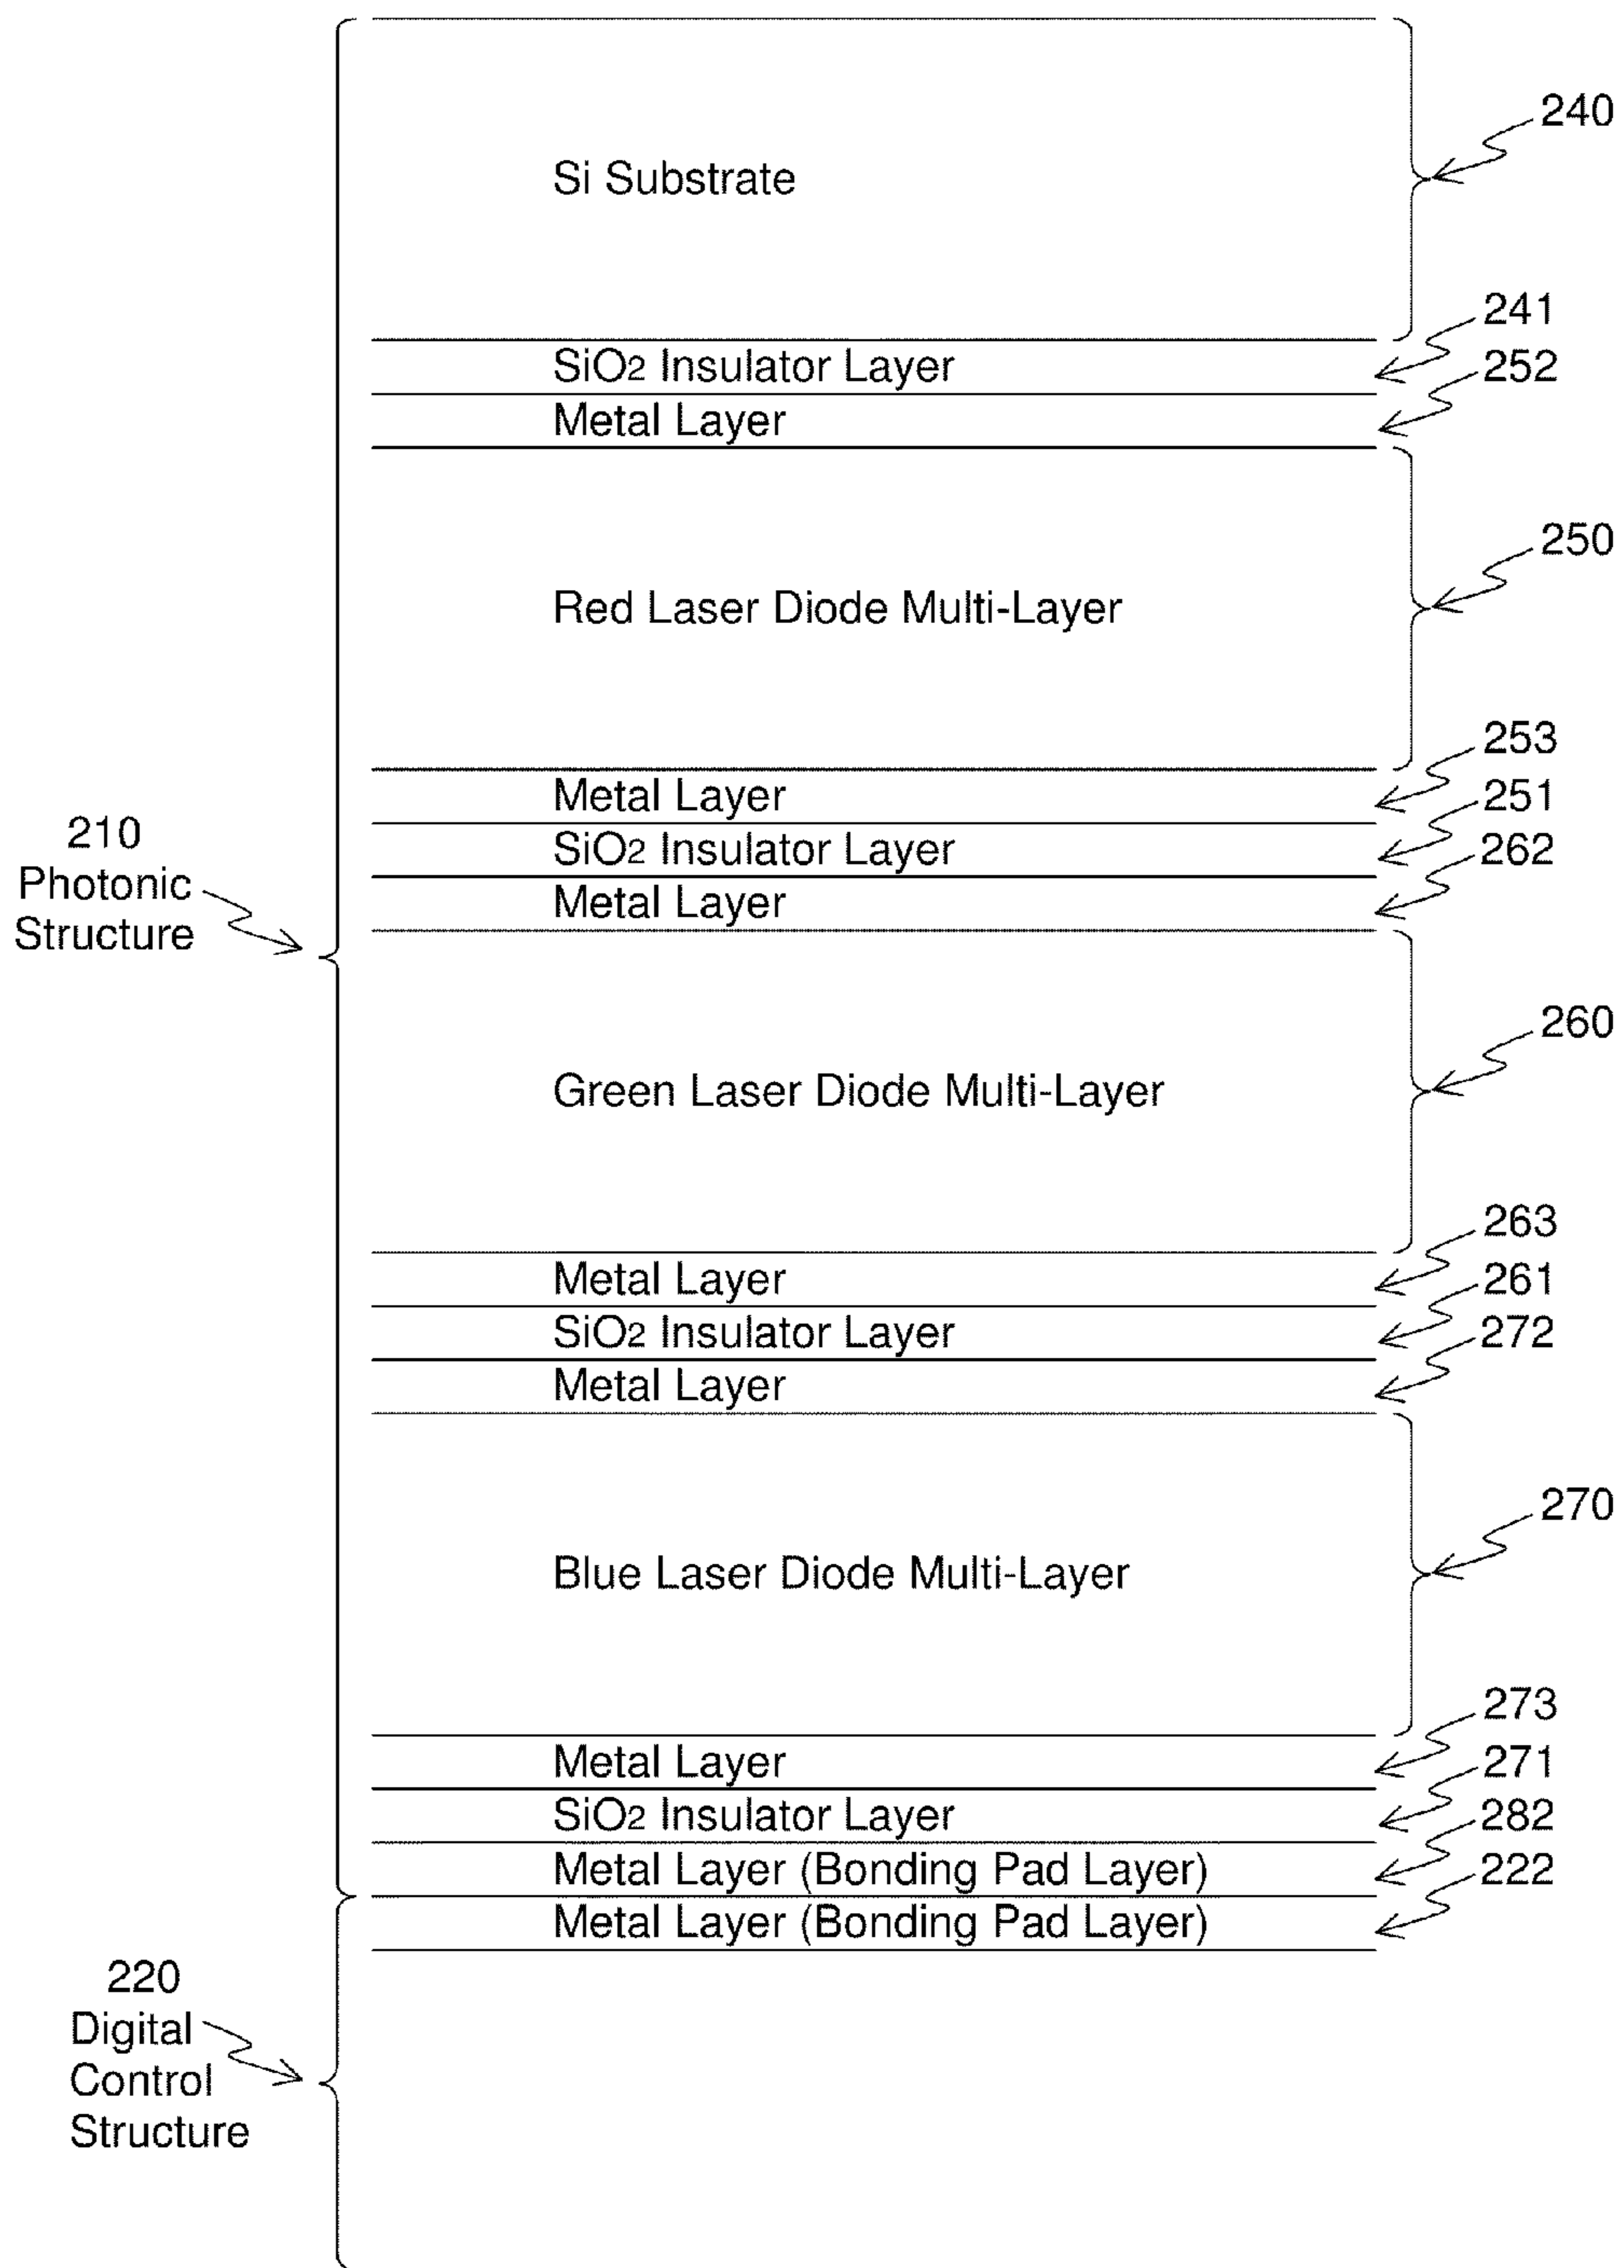 240
Si Substrate
241
SiO2 Insulator Layer
252
Metal Layer
250
Red Laser Diode Multi-Layer
253
Metal Layer
251
210
Photonic
Structure
SiO2 Insulator Layer
262
Metal Layer
260
Green Laser Diode Multi-Layer
263
Metal Layer
261
SiO2 Insulator Layer
272
Metal Layer
270
Blue Laser Diode Multi-Layer
273
Metal Layer
271
SiO2 Insulator Layer
282
Metal Layer (Bonding Pad Layer)
222
Metal Layer (Bonding Pad Layer)
220
Digital
Control
Structure